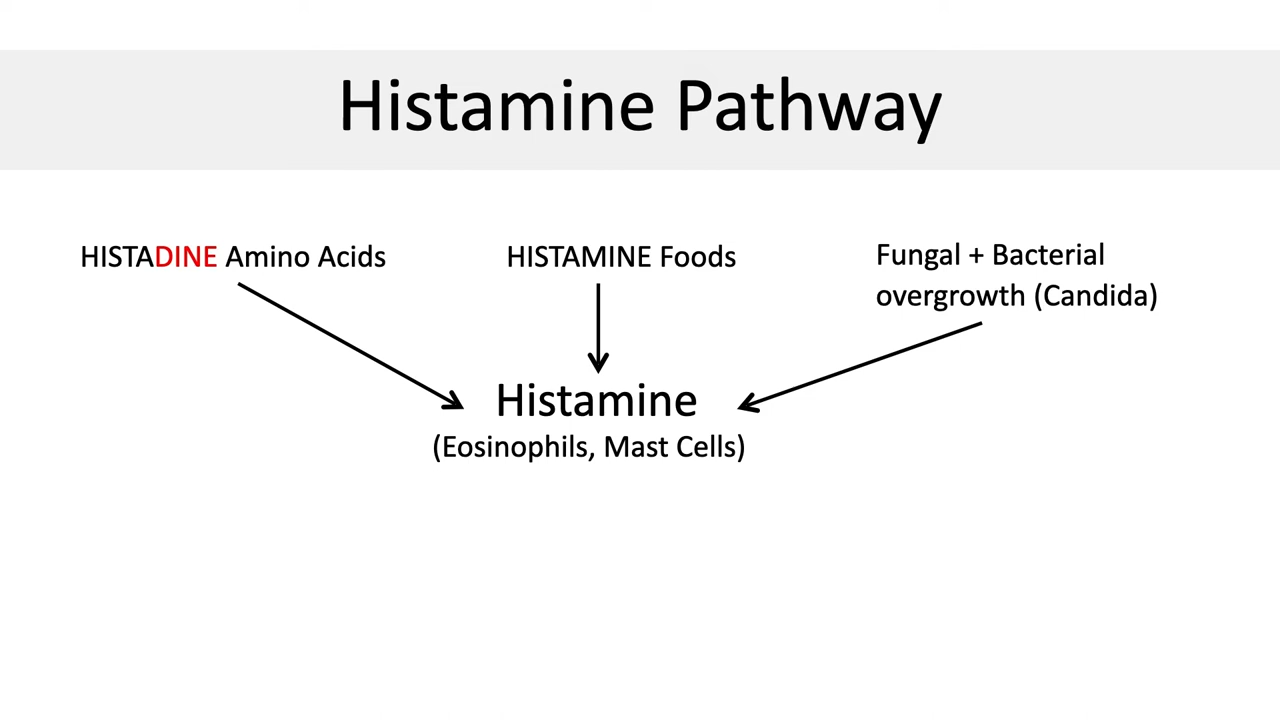 Histamine Pathway
HISTADINE Amino Acids
HISTAMINE Foods
Fungal + Bacterial
overgrowth (Candida)
Histamine
(Eosinophils, Mast Cells)